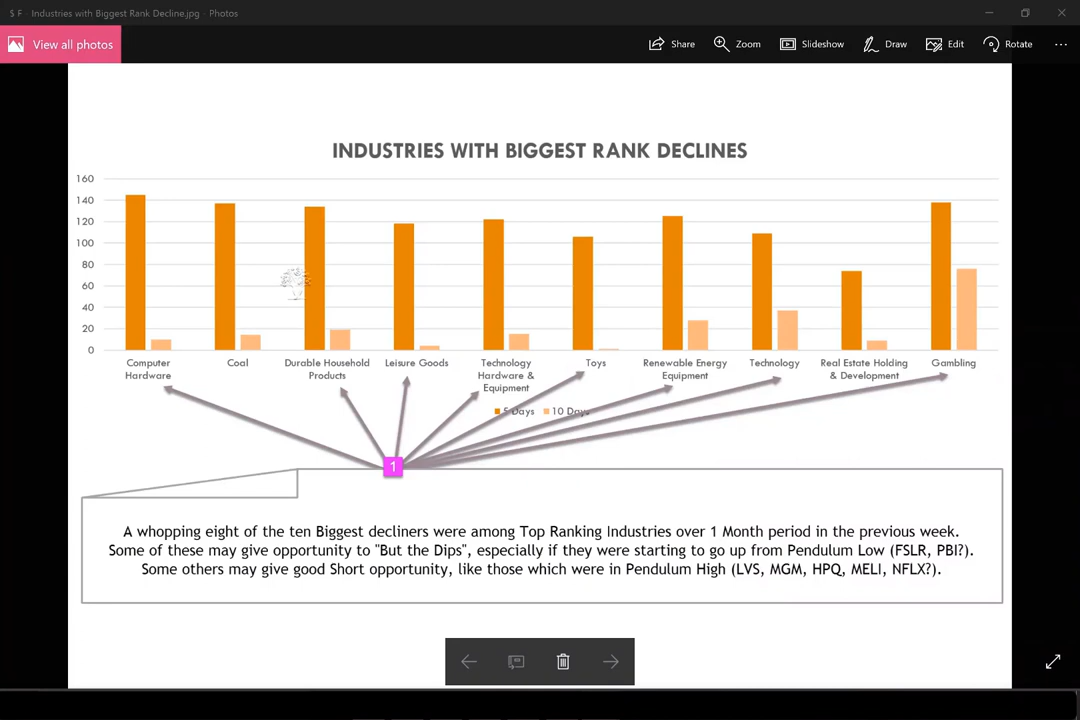 $ F - Industries with Biggest Rank Decline.jpg - Photos
View all photos
Share
Zoom
Slideshow
Draw
Edit
Rotate
INDUSTRIES WITH BIGGEST RANK DECLINES
160
140
120
100
80
60
40
20
0
Computer
Hardware
Coal
Durable Household
Products
Leisure Goods
Technology
Hardware &
Equipment
Toys
Renewable Energy
Equipment
Technology
Real Estate Holding
& Development
Gambling
5 Days
10 Days
1
A whopping eight of the ten Biggest decliners were among Top Ranking Industries over 1 Month period in the previous week.
Some of these may give opportunity to "But the Dips", especially if they were starting to go up from Pendulum Low (FSLR, PBI?).
Some others may give good Short opportunity, like those which were in Pendulum High (LVS, MGM, HPQ, MELI, NFLX?).